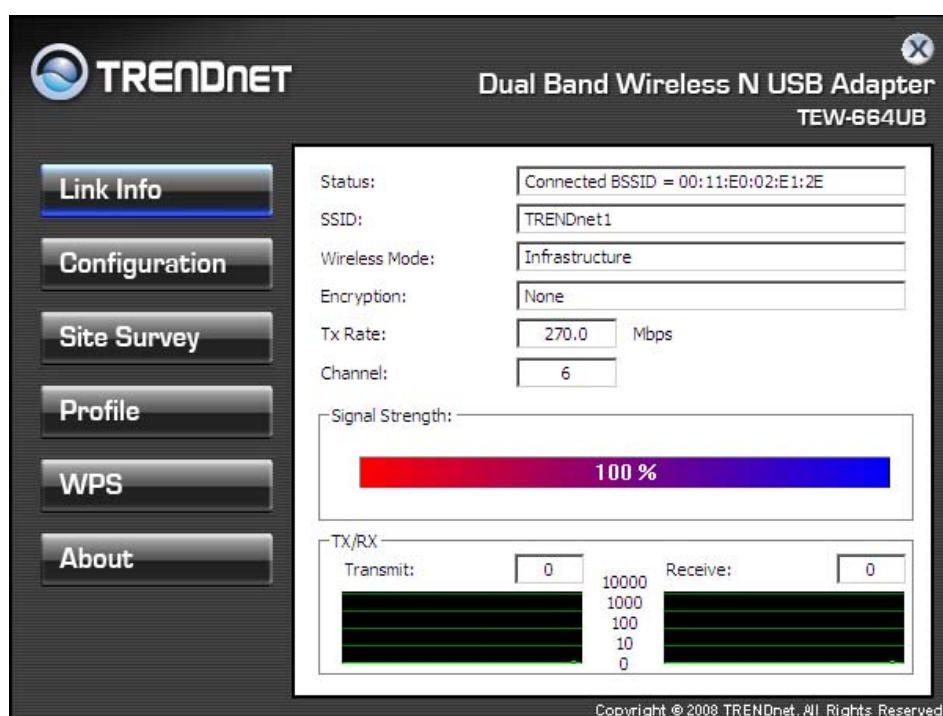 TRENDNET
Dual Band Wireless N USB Adapter
TEW-664UB
Link Info
Configuration
Site Survey
Profile
WPS
About
Status: Connected BSSID = 00:11:E0:02:E1:2E
SSID: TRENDnet1
Wireless Mode: Infrastructure
Encryption: None
Tx Rate: 270.0 Mbps
Channel: 6
Signal Strength:
100 %
TX/RX
Transmit: 0
Receive: 0
10000
1000
100
10
0
Copyright © 2008 TRENDnet. All Rights Reserved